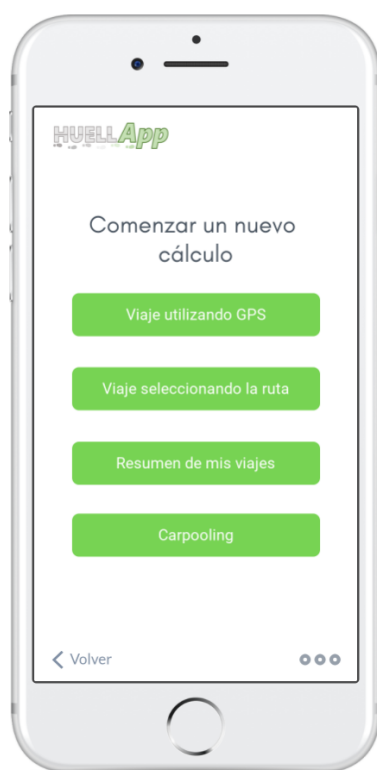 HUELLApp
Comenzar un nuevo
cálculo
Viaje utilizando GPS
Viaje seleccionando la ruta
Resumen de mis viajes
Carpooling
Volver